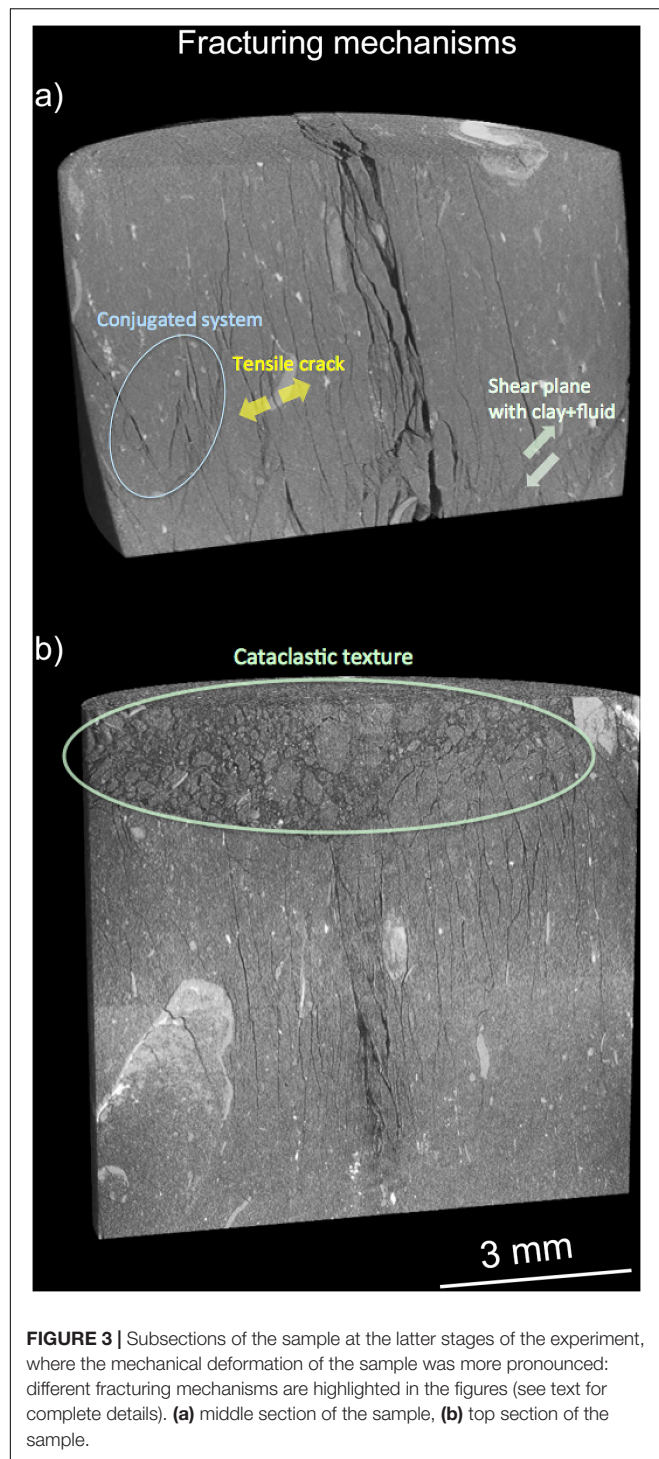 Fracturing mechanisms
a)
Conjugated system
Tensile crack
Shear plane
with clay+fluid
b)
Cataclastic texture
3 mm
FIGURE 3 | Subsections of the sample at the latter stages of the experiment,
where the mechanical deformation of the sample was more pronounced:
different fracturing mechanisms are highlighted in the figures (see text for
complete details). (a) middle section of the sample, (b) top section of the
sample.